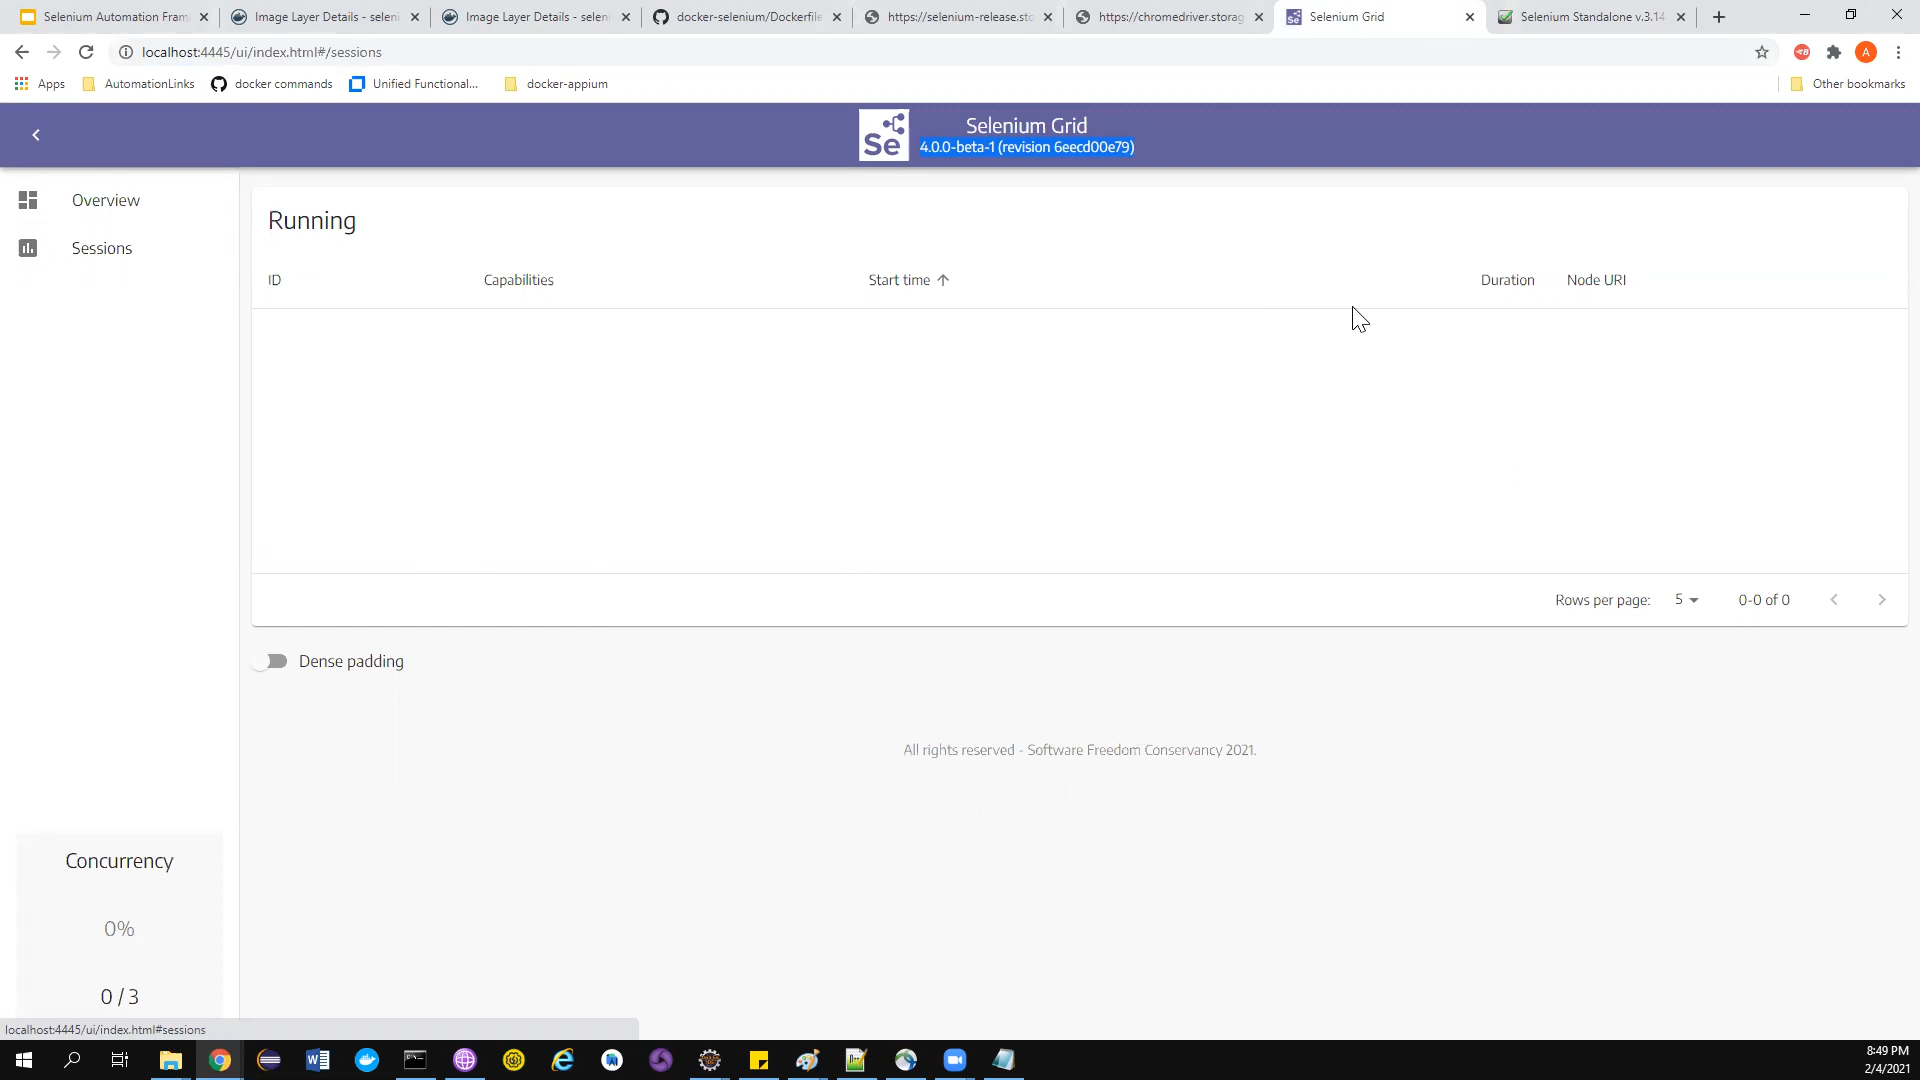 Selenium Automation Fram
Image Layer Details - seleni
Image Layer Details - seleni
docker-selenium/Dockerfile
https://selenium-release.sto
https://chromedriver.storag
Selenium Grid
Selenium Standalone v.3.14
localhost:4445/ui/index.html#/sessions
A
Apps
AutomationLinks
docker commands
Unified Functional...
docker-appium
Other bookmarks
Se
Selenium Grid
4.0.0-beta-1 (revision 6eecd00e79)
Overview
Sessions
Running
ID
Capabilities
Start time
Duration
Node URI
Rows per page:
5
0-0 of 0
Dense padding
All rights reserved - Software Freedom Conservancy 2021.
Concurrency
0%
0 / 3
localhost:4445/ui/index.html#sessions
8:49 PM
2/4/2021